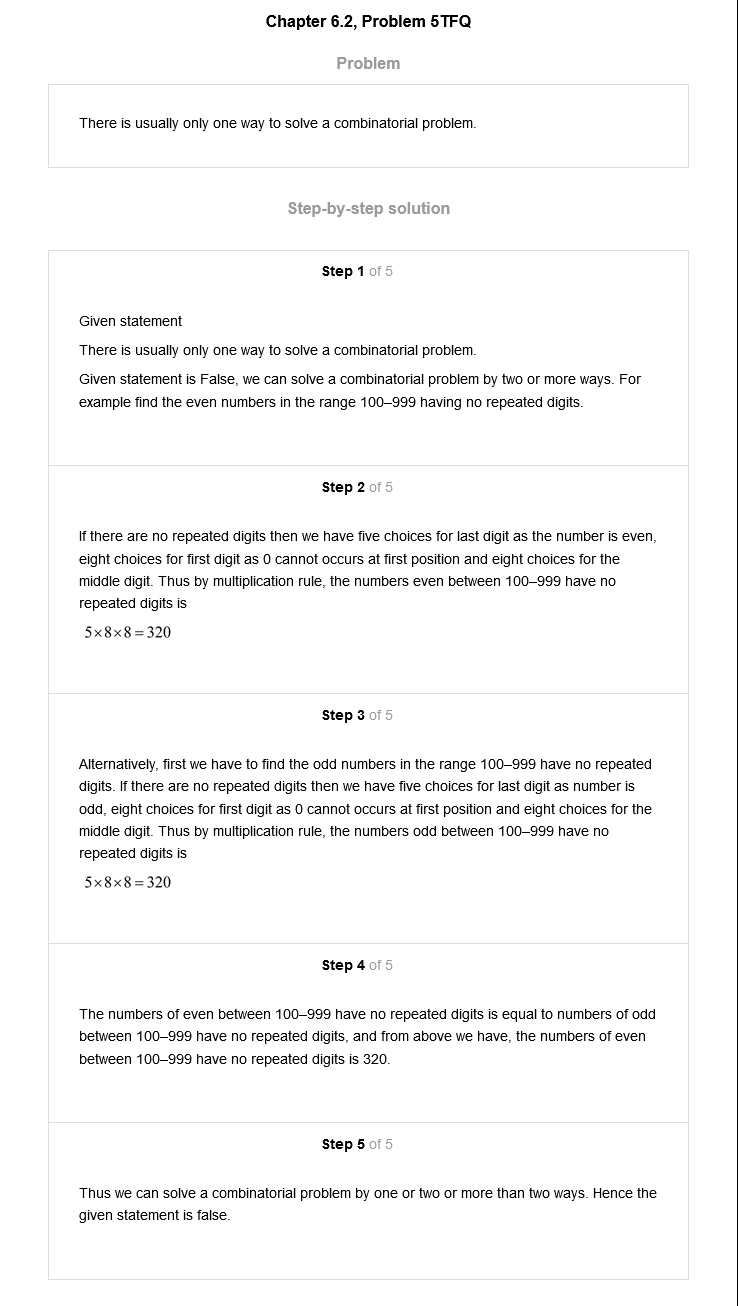 Chapter 6.2, Problem 5TFQ
Problem
There is usually only one way to solve a combinatorial problem.
Step-by-step solution
Step 1 of 5
Given statement
There is usually only one way to solve a combinatorial problem.
Given statement is False, we can solve a combinatorial problem by two or more ways. For
example find the even numbers in the range 100–999 having no repeated digits.
Step 2 of 5
If there are no repeated digits then we have five choices for last digit as the number is even,
eight choices for first digit as 0 cannot occurs at first position and eight choices for the
middle digit. Thus by multiplication rule, the numbers even between 100–999 have no
repeated digits is
5×8×8=320
Step 3 of 5
Alternatively, first we have to find the odd numbers in the range 100–999 have no repeated
digits. If there are no repeated digits then we have five choices for last digit as number is
odd, eight choices for first digit as 0 cannot occurs at first position and eight choices for the
middle digit. Thus by multiplication rule, the numbers odd between 100–999 have no
repeated digits is
5×8×8=320
Step 4 of 5
The numbers of even between 100–999 have no repeated digits is equal to numbers of odd
between 100–999 have no repeated digits, and from above we have, the numbers of even
between 100–999 have no repeated digits is 320.
Step 5 of 5
Thus we can solve a combinatorial problem by one or two or more than two ways. Hence the
given statement is false.